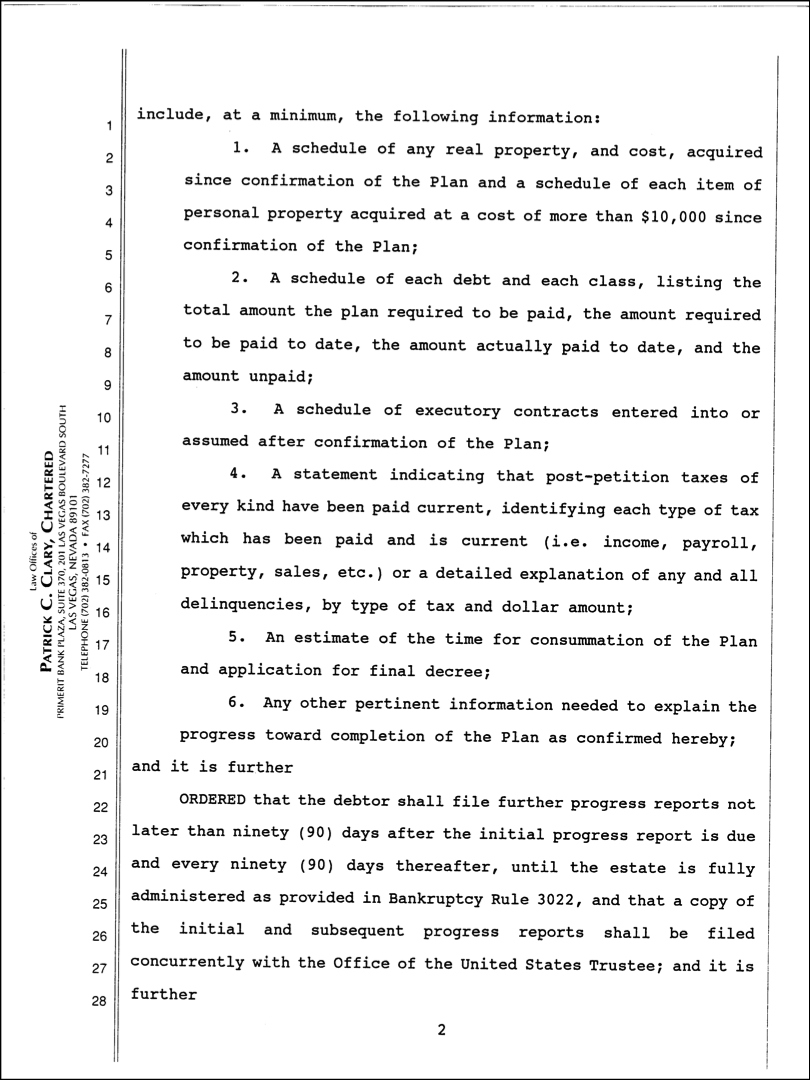 Law Offices of
PATRICK C. CLARY, CHARTERED
PRIMERIT BANK PLAZA, SUITE 370, 201 LAS VEGAS BOULEVARD SOUTH
LAS VEGAS, NEVADA 89101
TELEPHONE (702) 382-0813 • FAX (702) 382-7277
1 include, at a minimum, the following information:
2 1. A schedule of any real property, and cost, acquired
3 since confirmation of the Plan and a schedule of each item of
4 personal property acquired at a cost of more than $10,000 since
5 confirmation of the Plan;
6 2. A schedule of each debt and each class, listing the
7 total amount the plan required to be paid, the amount required
8 to be paid to date, the amount actually paid to date, and the
9 amount unpaid;
10 3. A schedule of executory contracts entered into or
11 assumed after confirmation of the Plan;
12 4. A statement indicating that post-petition taxes of
13 every kind have been paid current, identifying each type of tax
14 which has been paid and is current (i.e. income, payroll,
15 property, sales, etc.) or a detailed explanation of any and all
16 delinquencies, by type of tax and dollar amount;
17 5. An estimate of the time for consummation of the Plan
18 and application for final decree;
19 6. Any other pertinent information needed to explain the
20 progress toward completion of the Plan as confirmed hereby;
21 and it is further
22 ORDERED that the debtor shall file further progress reports not
23 later than ninety (90) days after the initial progress report is due
24 and every ninety (90) days thereafter, until the estate is fully
25 administered as provided in Bankruptcy Rule 3022, and that a copy of
26 the initial and subsequent progress reports shall be filed
27 concurrently with the Office of the United States Trustee; and it is
28 further
2